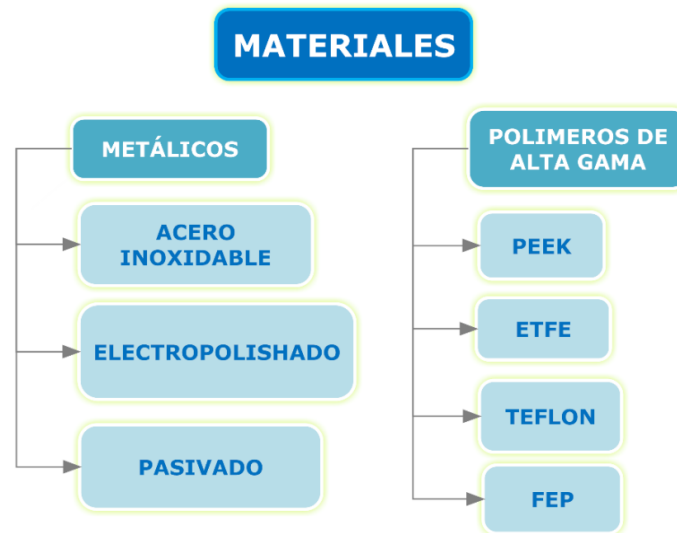 MATERIALES
METÁLICOS
ACERO
INOXIDABLE
ELECTROPOLISHADO
PASIVADO
POLIMEROS DE
ALTA GAMA
PEEK
ETFE
TEFLON
FEP